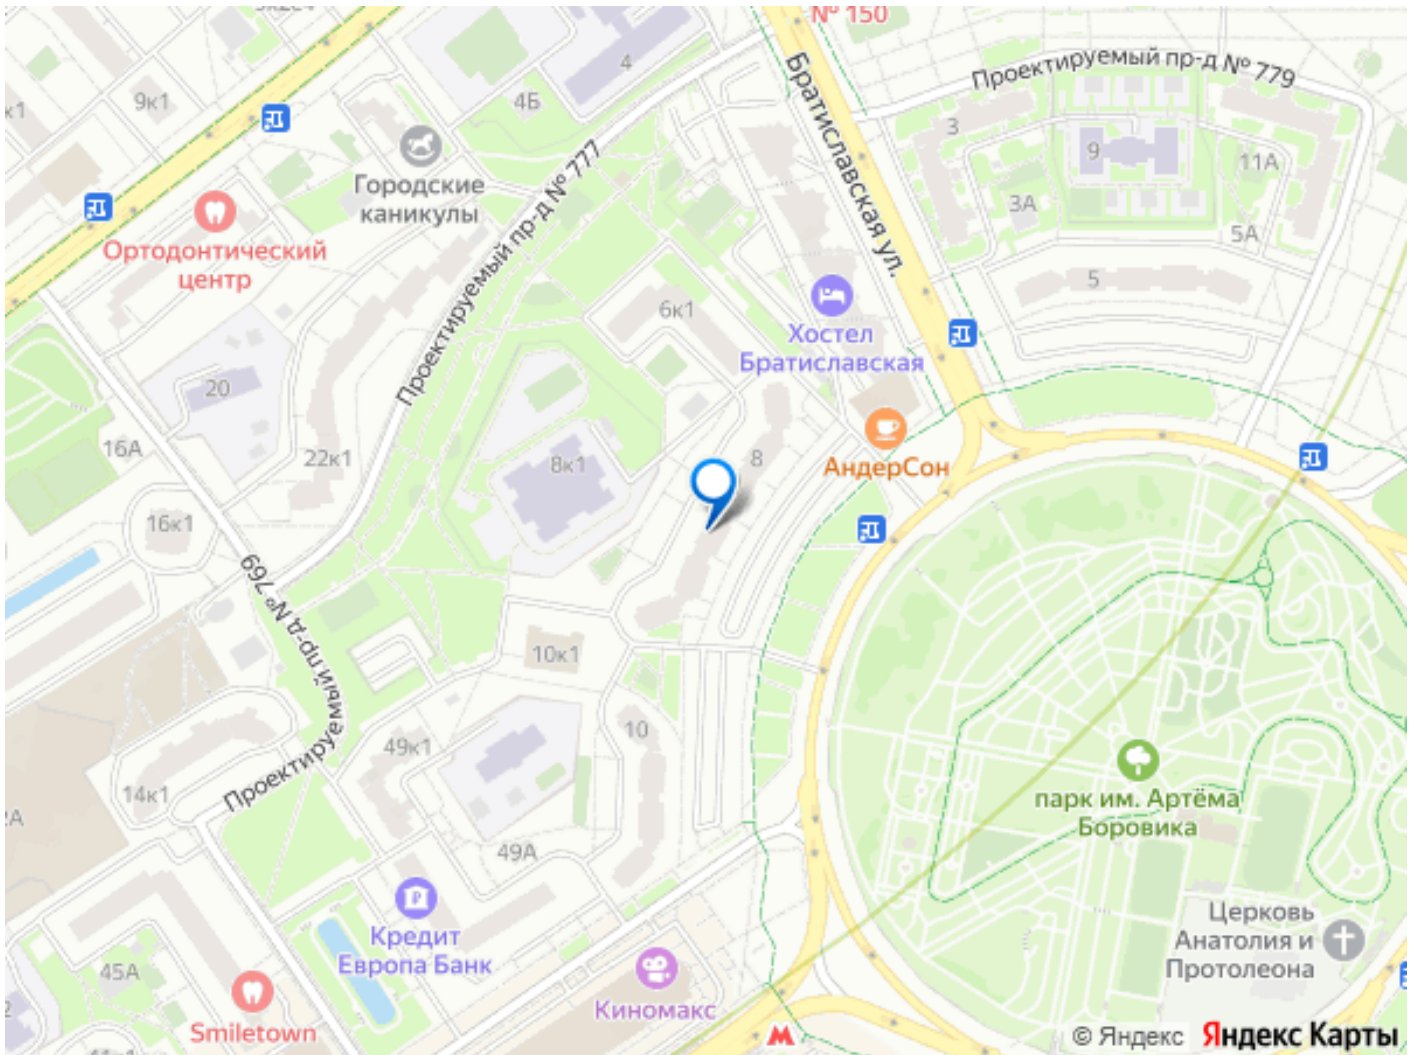 № 150
Проектируемый пр-д № 779
Братиславская ул.
4
4Б
9к1
3
9
11А
3А
5А
5
Городские
каникулы
Проектируемый пр-д № 777
Ортодонтический
центр
6к1
Хостел
Братиславская
20
АндерСон
8
8к1
16А
22к1
16к1
Проектируемый пр-д № 769
10к1
10
49к1
14к1
парк им. Артёма
Боровика
49А
Кредит
Европа Банк
Церковь
Анатолия и
Протолеона
45А
Киномакс
Smiletown
© Яндекс Яндекс Карты